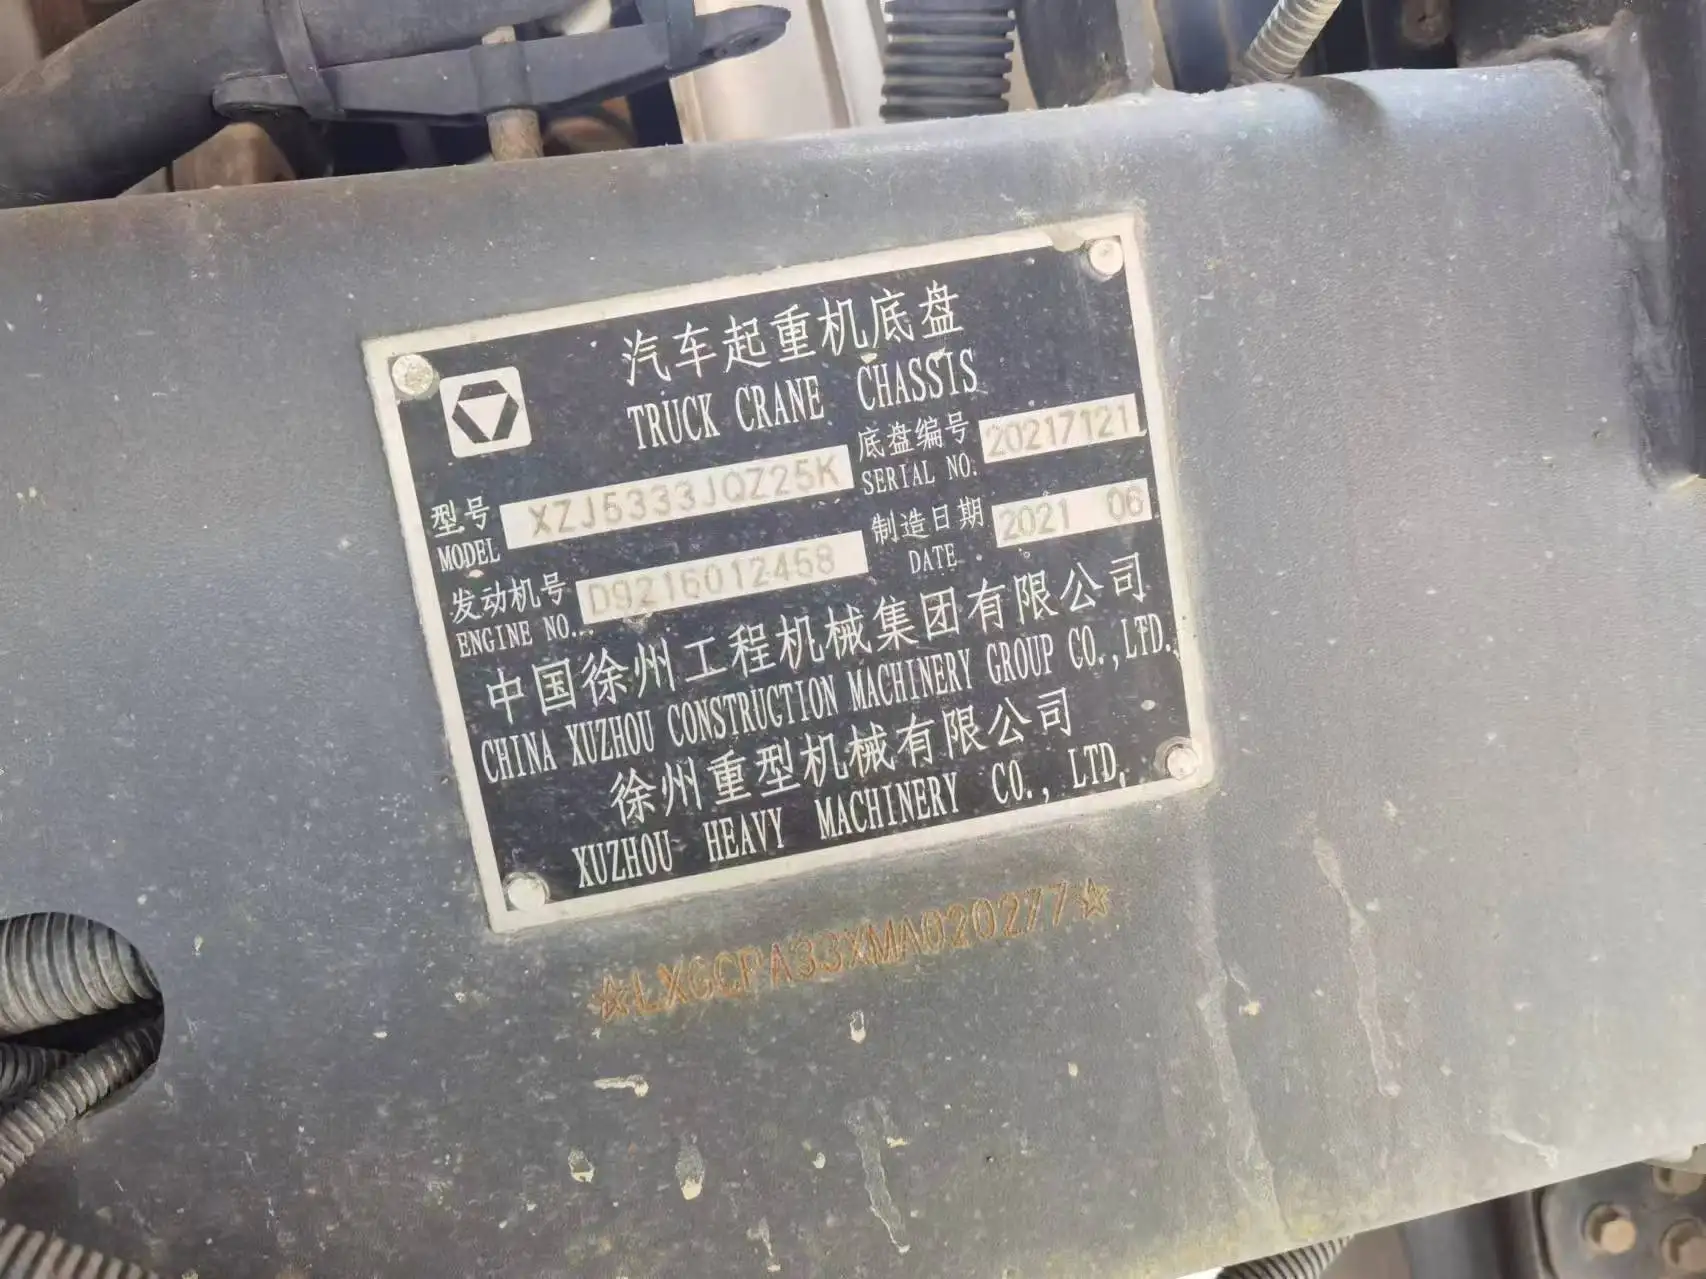 汽车起重机底盘
TRUCK CRANE CHASSIS
型号 XZJ5333JQZ25K 底盘编号 20217121
MODEL SERIAL NO.
发动机号 D9216012458 制造日期 2021 06
ENGINE NO. DATE
中国徐州工程机械集团有限公司
CHINA XUZHOU CONSTRUCTION MACHINERY GROUP CO.,LTD.
徐州重型机械有限公司
XUZHOU HEAVY MACHINERY CO., LTD.
☆LXGCPA33XMA020277☆